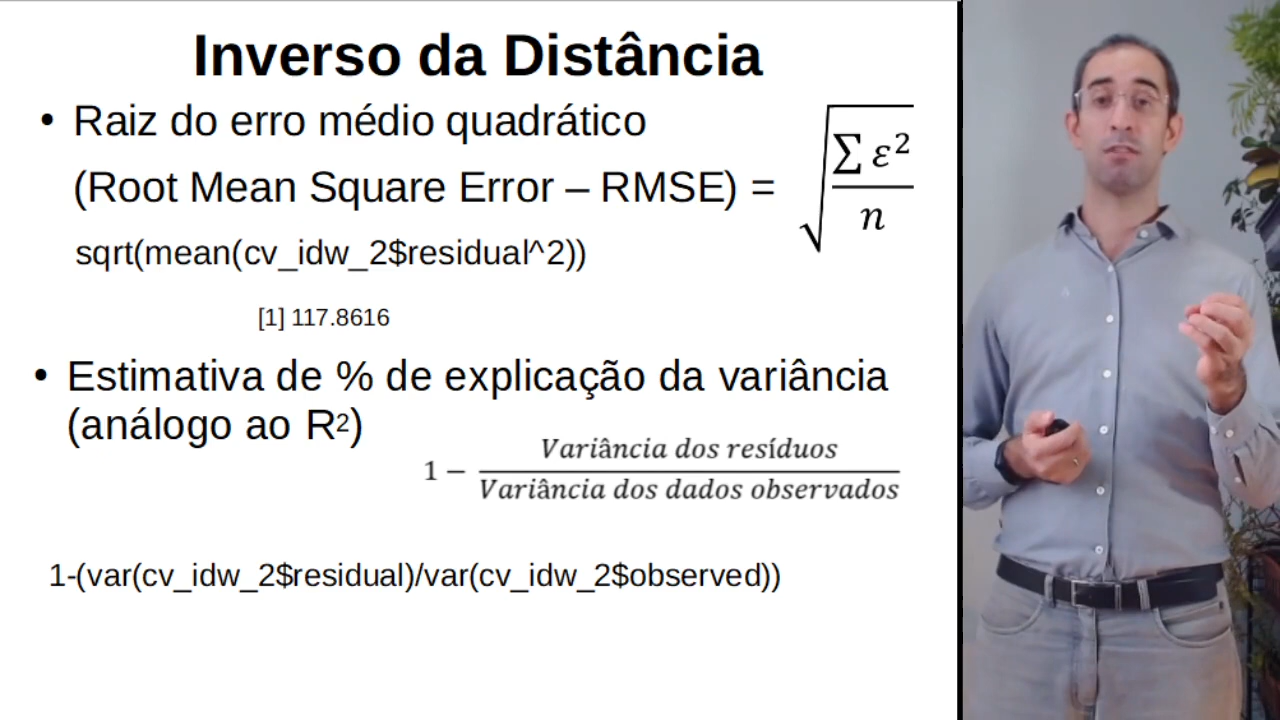 Inverso da Distância
• Raiz do erro médio quadrático
(Root Mean Square Error – RMSE) = √(∑ ε² / n)
sqrt(mean(cv_idw_2$residual^2))
[1] 117.8616
• Estimativa de % de explicação da variância
(análogo ao R²)
1 − Variância dos resíduos / Variância dos dados observados
1-(var(cv_idw_2$residual)/var(cv_idw_2$observed))